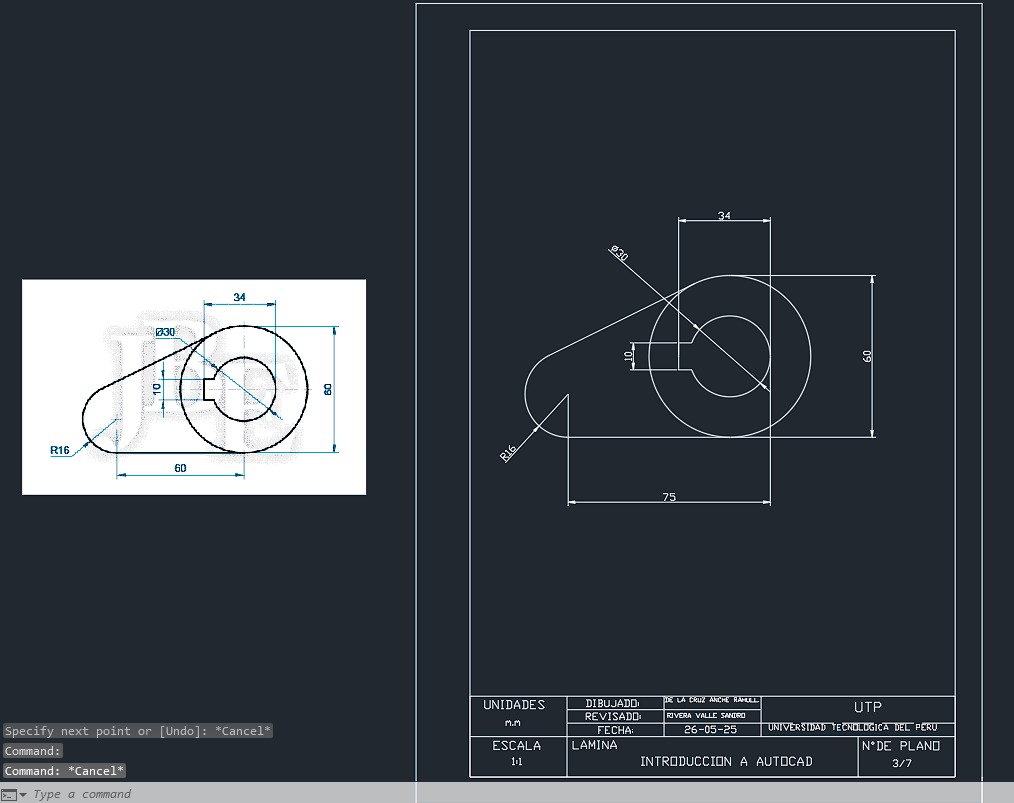 34
Ø30
10
60
R16
60
34
Ø30
10
60
R16
75
UNIDADES
m.m
DIBUJADO:
DE LA CRUZ ANCHE RAHULL
REVISADO:
RIVERA VALLE SANDRO
FECHA:
26-05-25
UTP
UNIVERSIDAD TECNOLOGICA DEL PERU
ESCALA
1:1
LAMINA
INTRODUCCION A AUTOCAD
N°DE PLANO
3/7
Specify next point or [Undo]: *Cancel*
Command:
Command: *Cancel*
Type a command